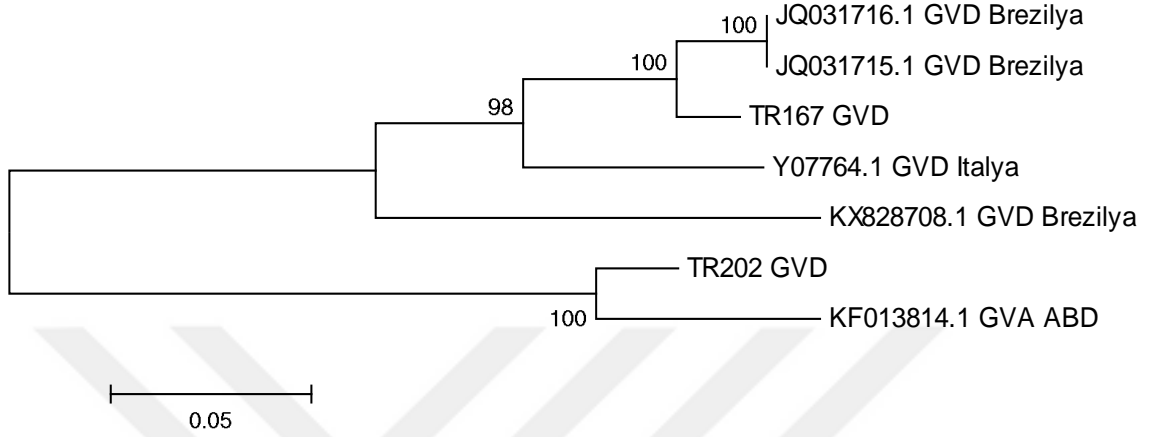 JQ031716.1 GVD Brezilya
100
JQ031715.1 GVD Brezilya
100
TR167 GVD
98
Y07764.1 GVD Italya
KX828708.1 GVD Brezilya
TR202 GVD
100
KF013814.1 GVA ABD
0.05